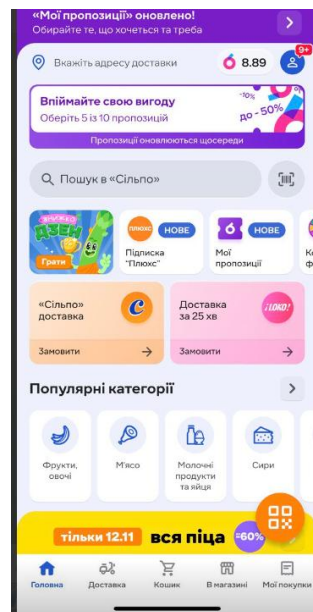 «Мої пропозиції» оновлено!
Обирайте те, що хочеться та треба
Вкажіть адресу доставки
8.89
9+
Впіймайте свою вигоду
Оберіть 5 із 10 пропозицій
-10%
до -50%
Пропозиції оновлюються щосереди
Пошук в «Сільпо»
ДЗЕН
Грати
плюхс
НОВЕ
Підписка
"Плюхс"
НОВЕ
Мої
пропозиції
«Сільпо»
доставка
Замовити
Доставка
за 25 хв
¡LOKO!
Замовити
Популярні категорії
Фрукти,
овочі
М'ясо
Молочні
продукти
та яйця
Сири
тільки 12.11
вся піца
-60%
Головна
Доставка
Кошик
В магазині
Мої покупки